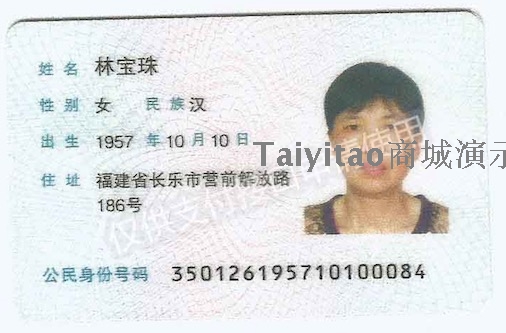 姓名 林宝珠
性别 女 民族 汉
出生 1957 年 10 月 10 日
Taiyitao商城演示
住址 福建省长乐市营前解放路
186号
仅供支付 使用
公民身份号码 350126195710100084